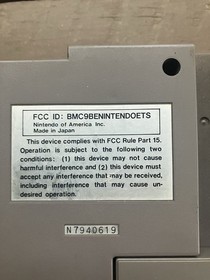 FCC ID: BMC9BENINTENDOETS
Nintendo of America Inc.
Made in Japan
This device complies with FCC Rule Part 15.
Operation is subject to the following two
conditions: (1) this device may not cause
harmful interference and (2) this device must
accept any interference that may be received,
including interference that may cause un-
desired operation.
N7940619